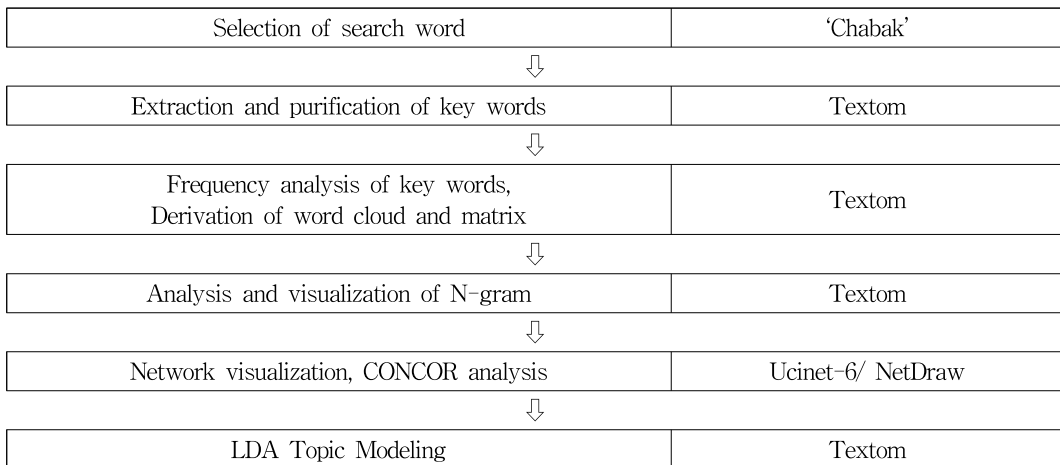 Selection of search word ‘Chabak’
⇩
Extraction and purification of key words Textom
⇩
Frequency analysis of key words,
Derivation of word cloud and matrix
Textom
⇩
Analysis and visualization of N-gram Textom
⇩
Network visualization, CONCOR analysis Ucinet-6/ NetDraw
⇩
LDA Topic Modeling Textom